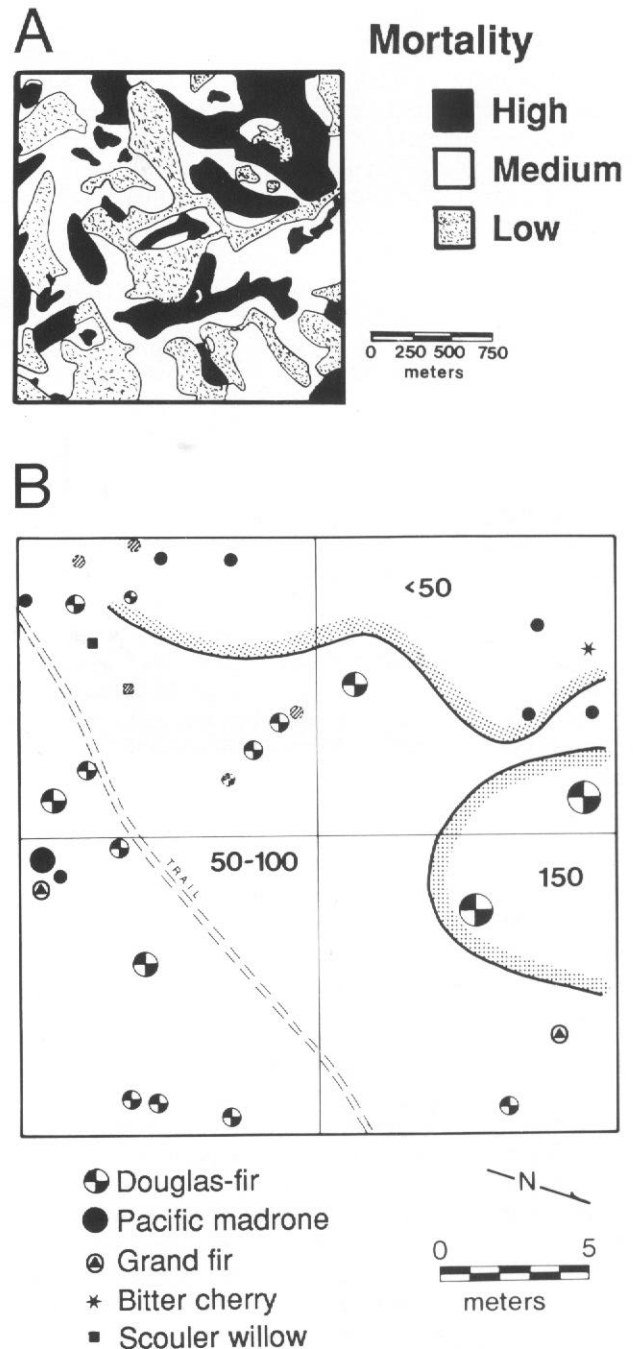 A
Mortality
High
Medium
Low
0 250 500 750
meters
B
<50
50-100
TRAIL
150
Douglas-fir
Pacific madrone
Grand fir
Bitter cherry
Scouler willow
N
0 5
meters